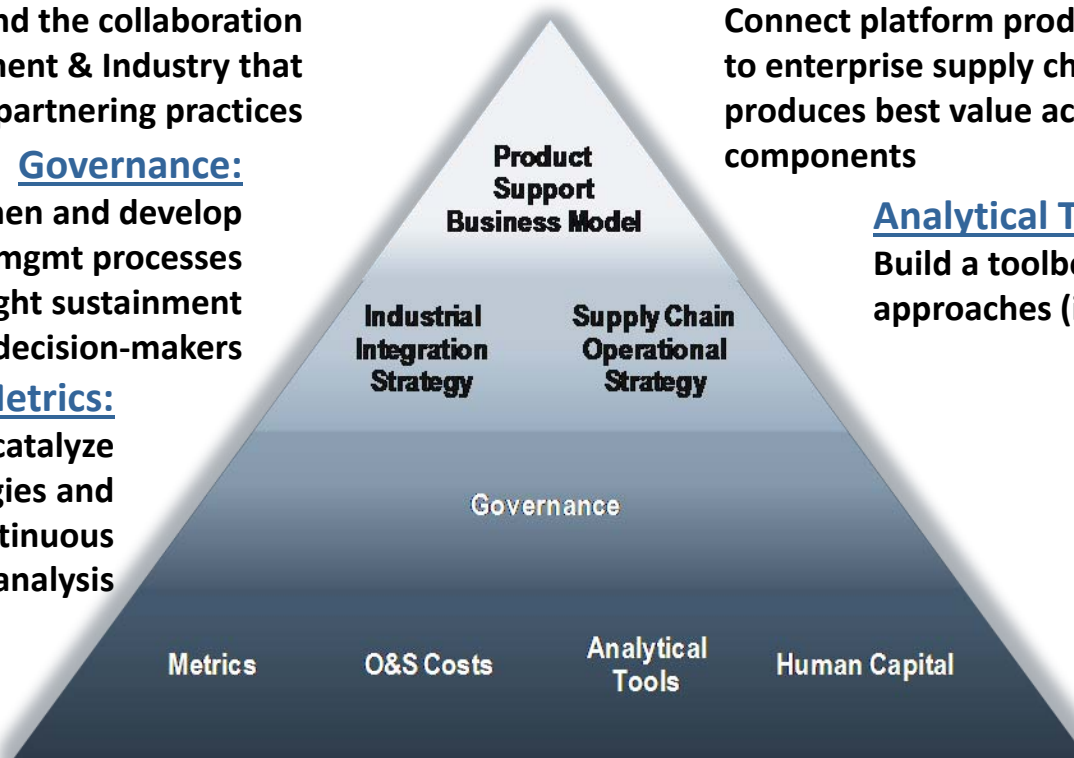 nd the collaboration
nent & Industry that
partnering practices
Governance:
nen and develop
mgmt processes
ght sustainment
decision-makers
etrics:
catalyze
gies and
tinuous
analysis
Connect platform prod
to enterprise supply ch
produces best value ac
components
Analytical T
Build a toolb
approaches (i
Product
Support
Business Model
Industrial
Integration
Strategy
Supply Chain
Operational
Strategy
Governance
Metrics
O&S Costs
Analytical
Tools
Human Capital